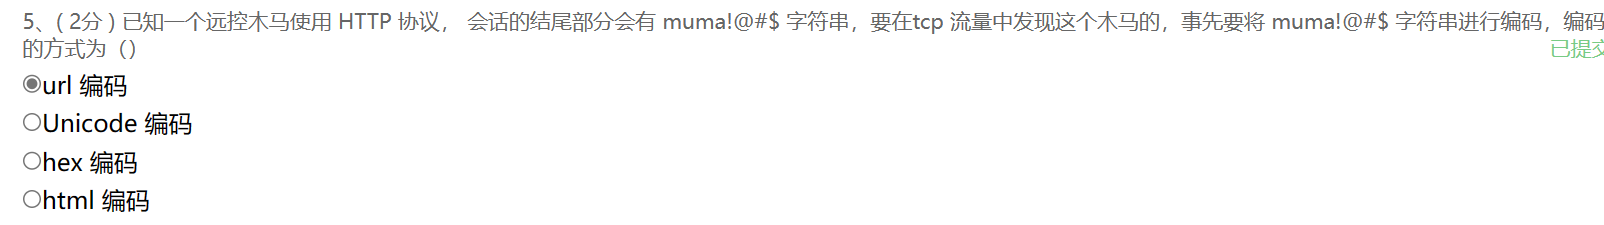 5、( 2分 ) 已知一个远控木马使用 HTTP 协议， 会话的结尾部分会有 muma!@#$ 字符串，要在tcp 流量中发现这个木马的，事先要将 muma!@#$ 字符串进行编码，编码
的方式为（） 已提交
url 编码
Unicode 编码
hex 编码
html 编码